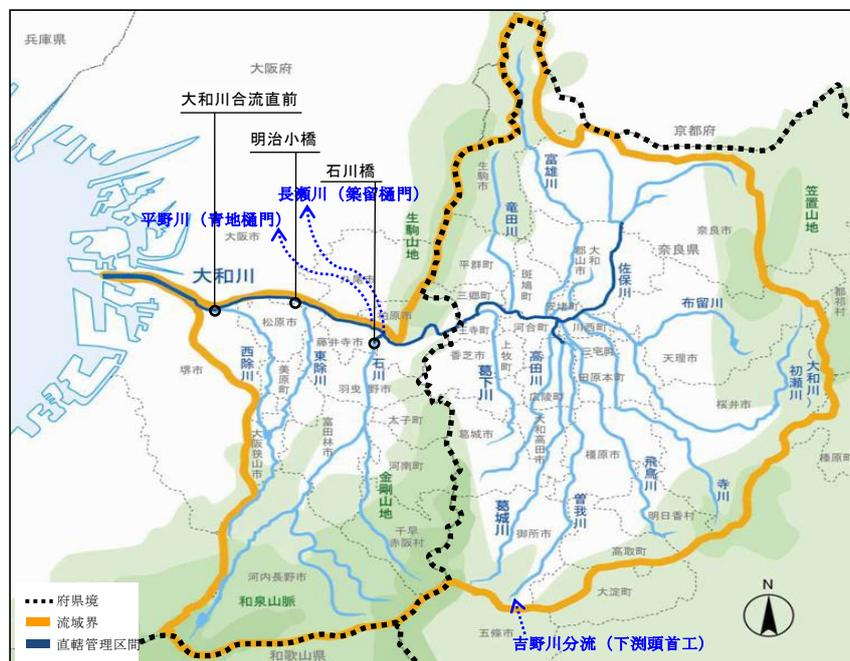 兵庫県
大阪府
京都府
大和川合流直前
明治小橋
石川橋
長瀬川（築留樋門）
平野川（青地樋門）
生駒市
富雄川
竜田川
生駒山地
笠置山地
大阪市
奈良市
奈良県
大和川
平群町
斑鳩町
大和
郡山市
佐保川
都祁村
三郷町
安堵町
布留川
柏原市
松原市
藤井寺市
王寺町
河合町
川西町
三宅町
天理市
（大和川）
初瀬川
堺市
西除川
美原町
東除川
石川
羽曳野市
香芝市
上牧町
葛下川
高田川
田原本町
広陵町
桜井市
太子町
富田林市
大阪狭山市
葛城市
大和高田市
橿原市
飛鳥川
寺川
榛原町
河南町
金剛山地
葛城川
曽我川
御所市
明日香村
千早
赤阪村
高取町
河内長野市
和泉山脈
大淀町
五條市
吉野川分流（下渕頭首工）
和歌山県
府県境
流域界
直轄管理区間
N